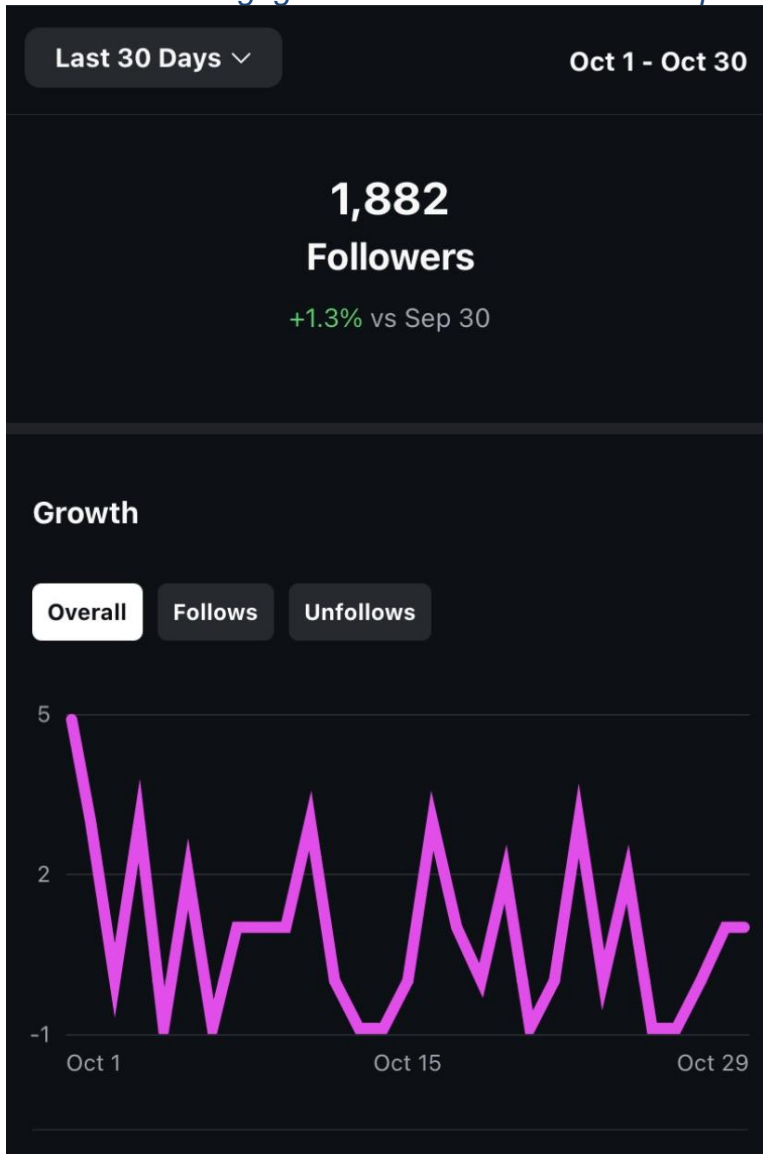 Last 30 Days
Oct 1 - Oct 30
1,882
Followers
+1.3% vs Sep 30
Growth
Overall Follows Unfollows
5
2
-1
Oct 1 Oct 15 Oct 29